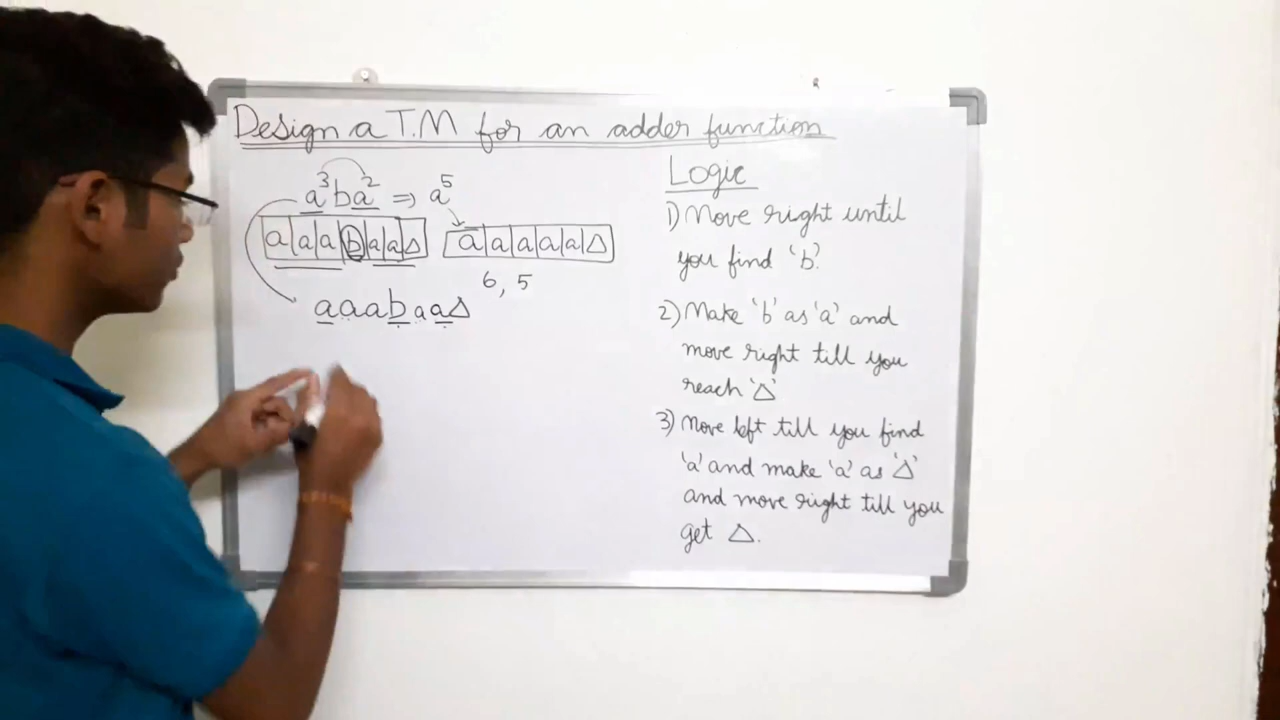 Design a T.M for an adder function
a³ba² ⇒ a⁵
a a a b a a Δ
a a a a a Δ
6, 5
a a a b a a Δ
Logic
1) Move right until
you find 'b'.
2) Make 'b' as 'a' and
move right till you
reach 'Δ'
3) Move left till you find
'a' and make 'a' as 'Δ'
and move right till you
get Δ.